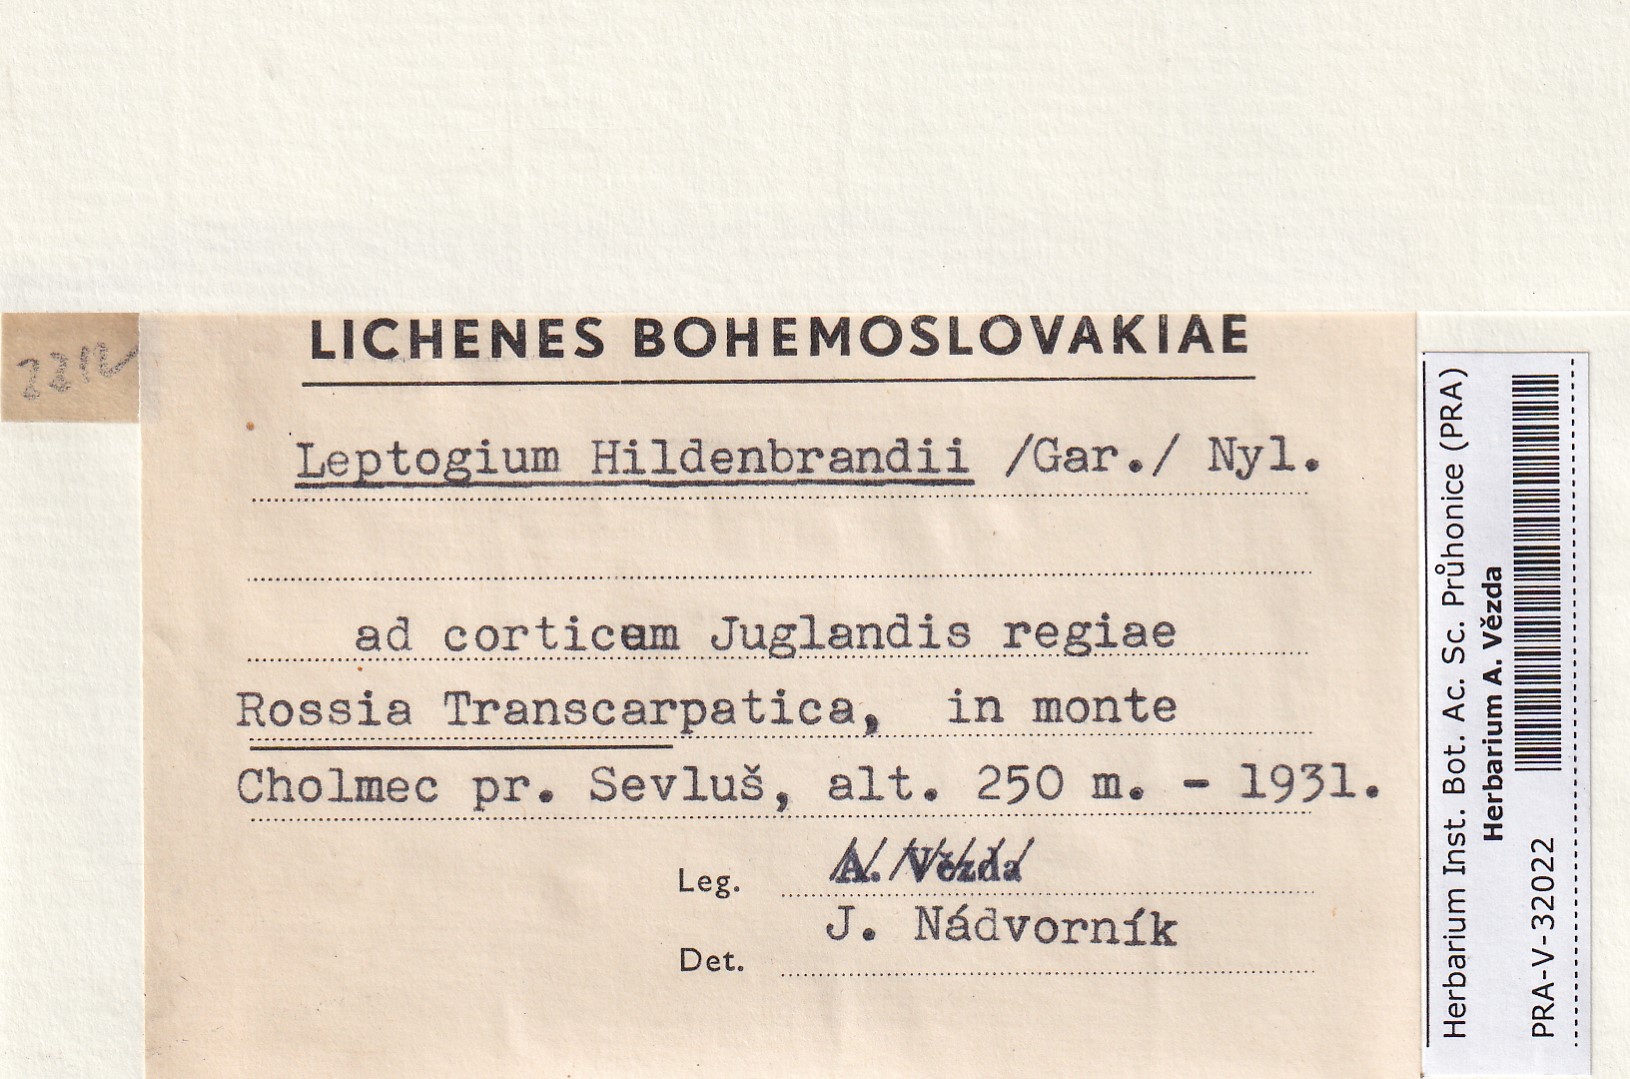 LICHENES BOHEMOSLOVAKIAE
Leptogium Hildenbrandii /Gar./ Nyl.
ad corticem Juglandis regiae
Rossia Transcarpatica, in monte
Cholmec pr. Sevluš, alt. 250 m. - 1931.
Leg. A. Vězda
J. Nádvorník
Det.
Herbarium Inst. Bot. Ac. Sc. Průhonice (PRA)
Herbarium A. Vězda
PRA-V-32022